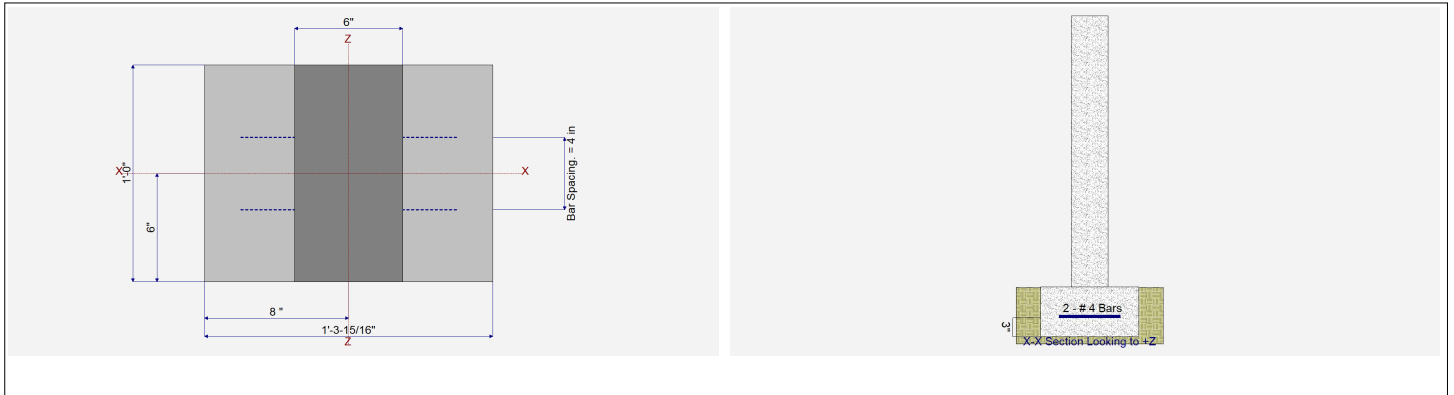 6"
Z
X
X
1'-0"
6"
Bar Spacing. = 4 in
8 "
1'-3-15/16"
Z
2 - # 4 Bars
3"
X-X Section Looking to +Z